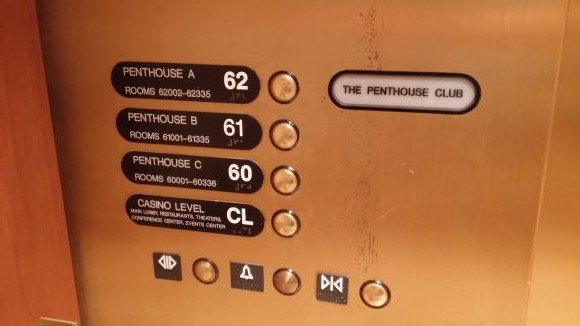 PENTHOUSE A
ROOMS 62002-62335
62
THE PENTHOUSE CLUB
PENTHOUSE B
ROOMS 61001-61335
61
PENTHOUSE C
ROOMS 60001-60336
60
CASINO LEVEL
MAIN LOBBY, RESTAURANTS, THEATERS,
CONFERENCE CENTER, EVENTS CENTER
CL